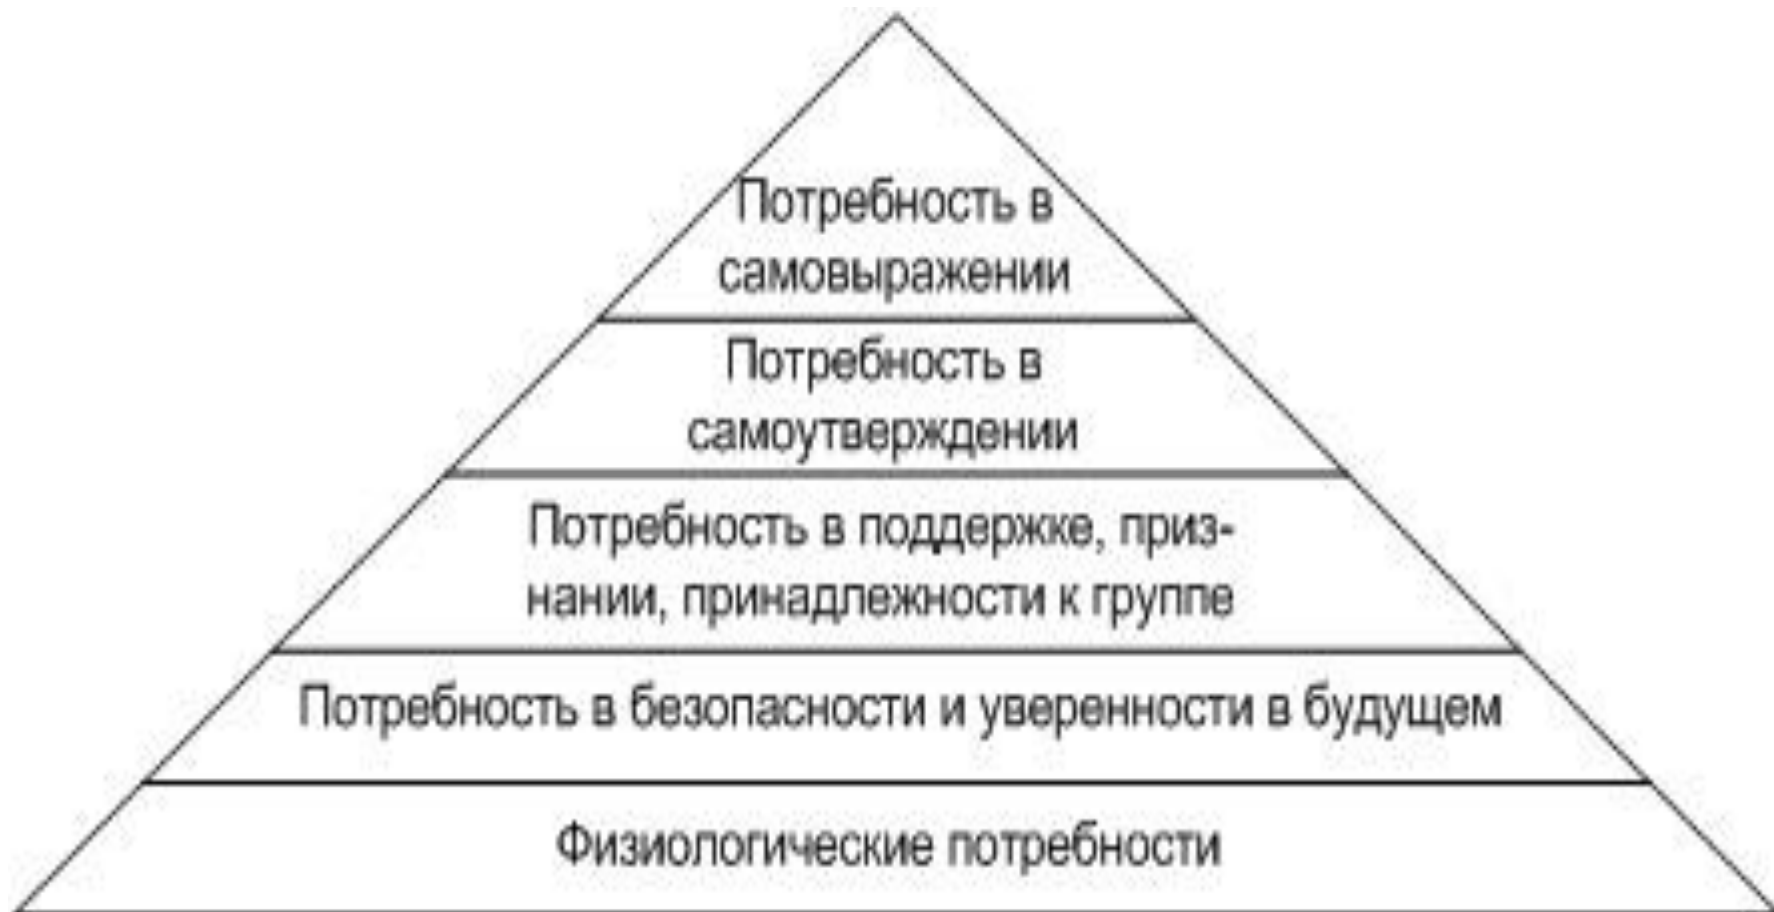 Потребность в
самовыражении
Потребность в
самоутверждении
Потребность в поддержке, приз-
нании, принадлежности к группе
Потребность в безопасности и уверенности в будущем
Физиологические потребности